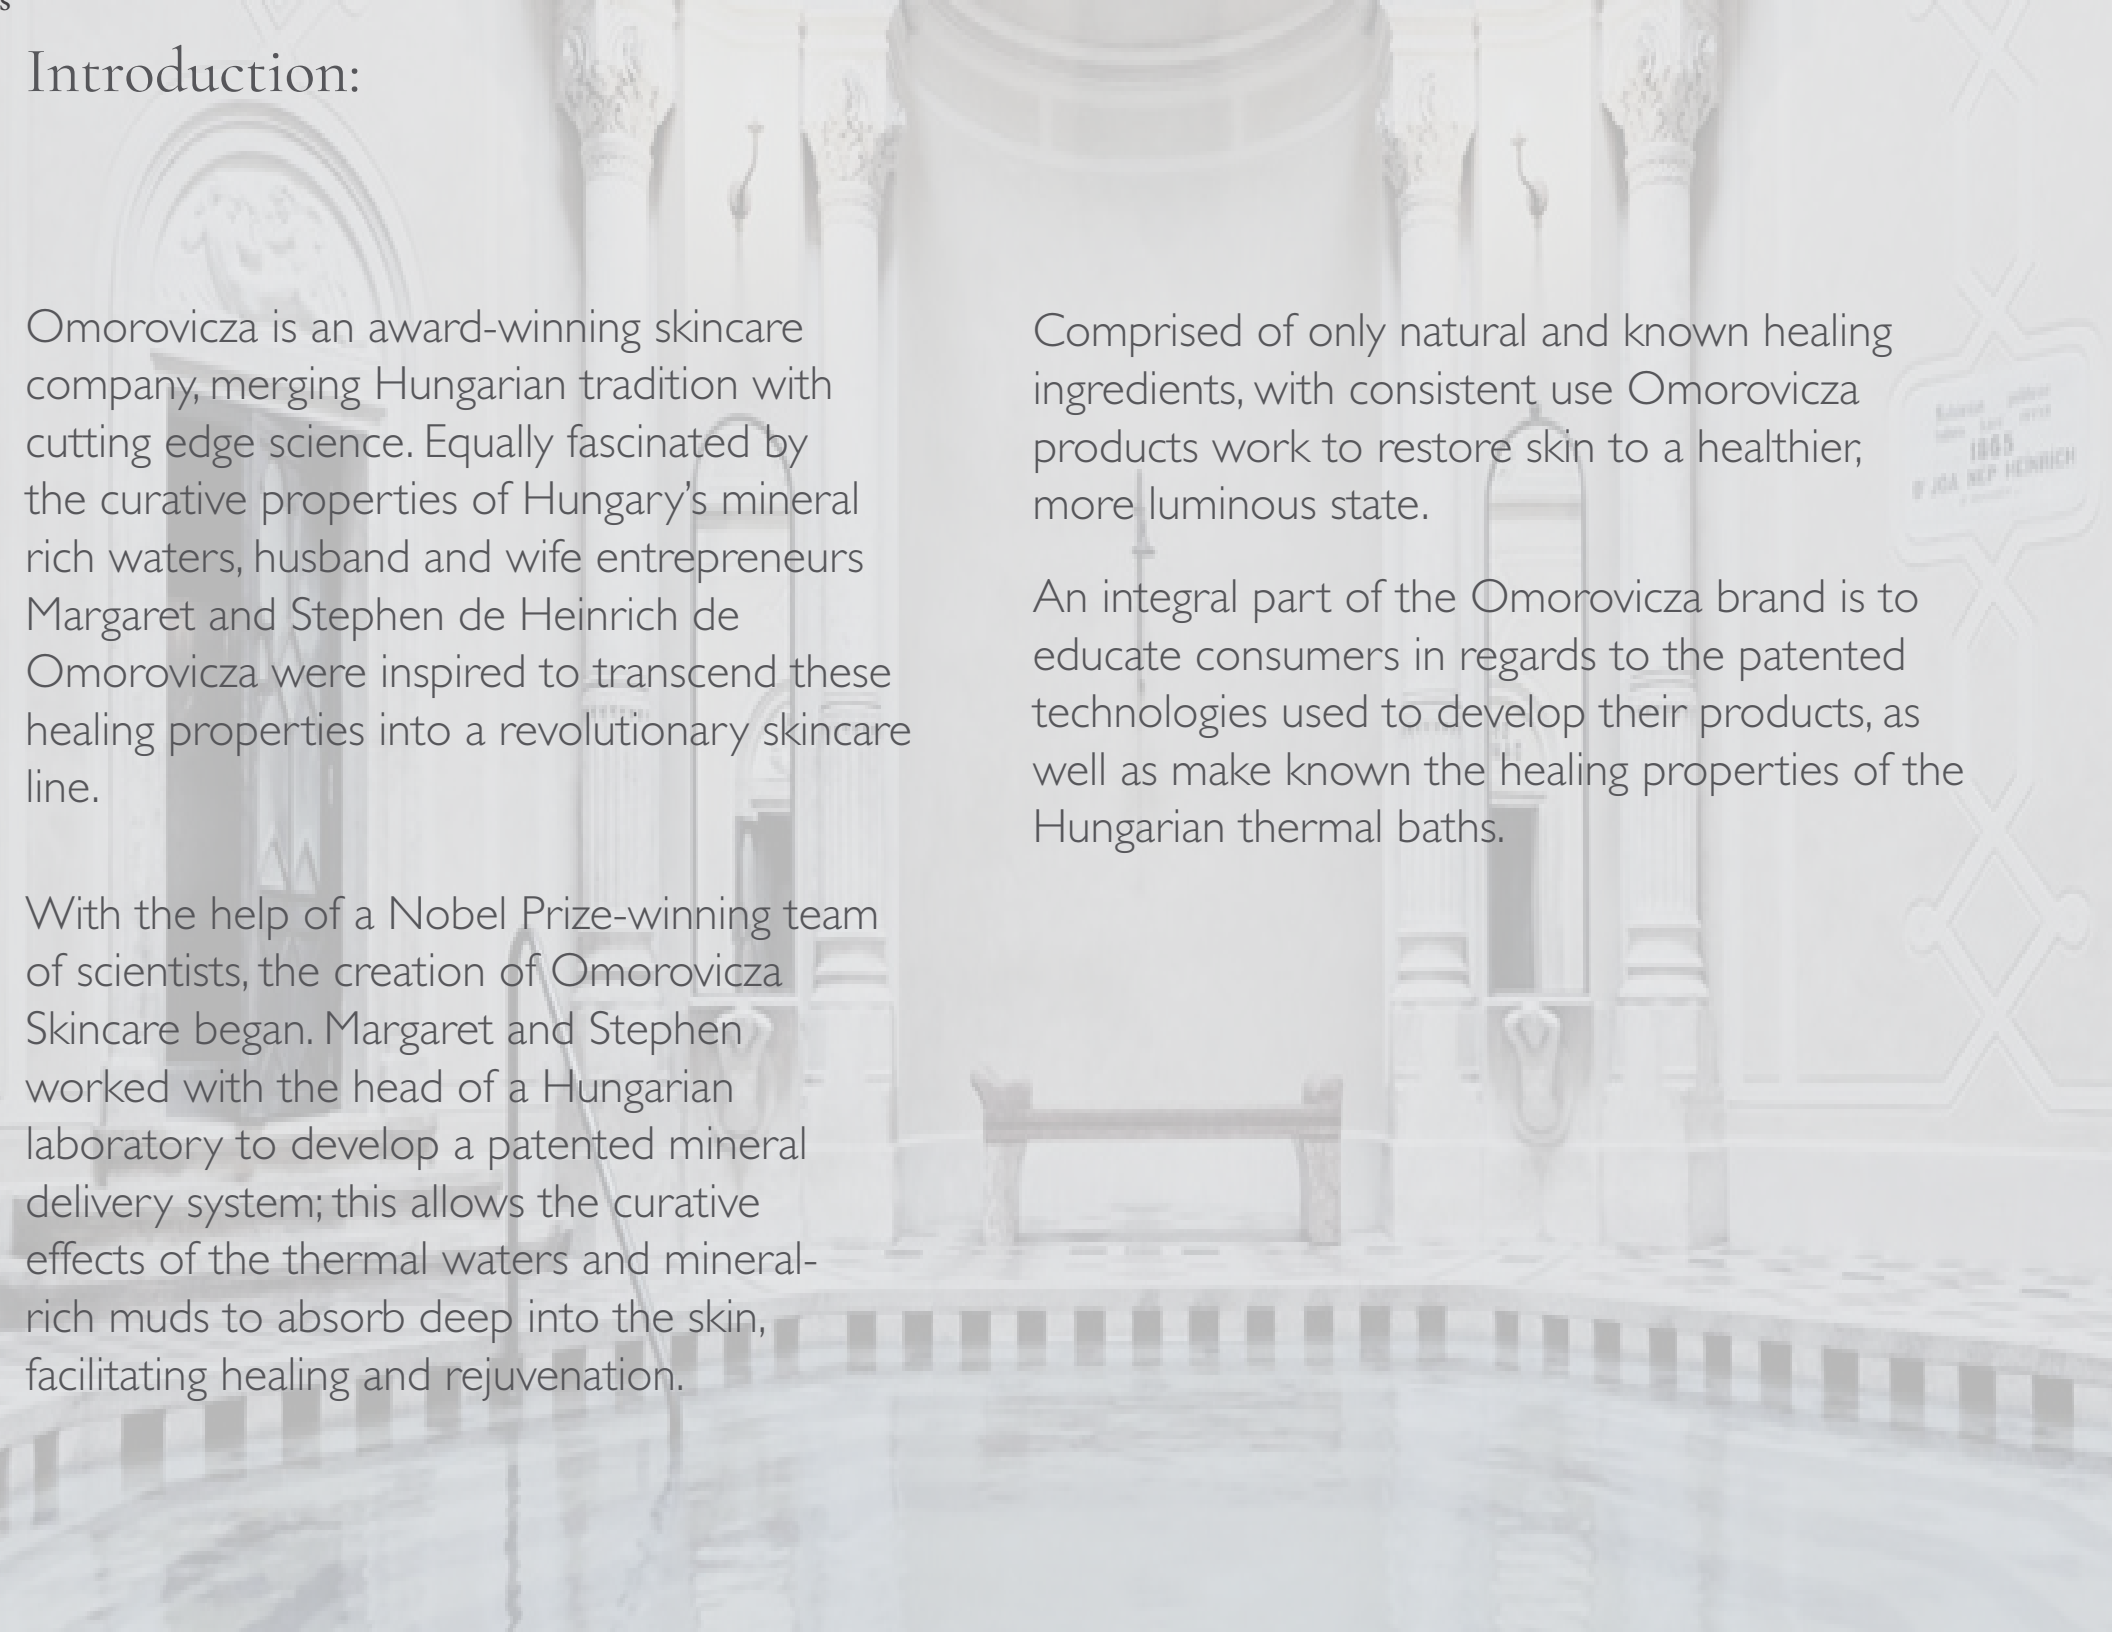 s
Introduction:
Omorovicza is an award-winning skincare
company, merging Hungarian tradition with
cutting edge science. Equally fascinated by
the curative properties of Hungary's mineral
rich waters, husband and wife entrepreneurs
Margaret and Stephen de Heinrich de
Omorovicza were inspired to transcend these
healing properties into a revolutionary skincare
line.
With the help of a Nobel Prize-winning team
of scientists, the creation of Omorovicza
Skincare began. Margaret and Stephen
worked with the head of a Hungarian
laboratory to develop a patented mineral
delivery system; this allows the curative
effects of the thermal waters and mineral-
rich muds to absorb deep into the skin,
facilitating healing and rejuvenation.
Comprised of only natural and known healing
ingredients, with consistent use Omorovicza
products work to restore skin to a healthier,
more luminous state.
An integral part of the Omorovicza brand is to
educate consumers in regards to the patented
technologies used to develop their products, as
well as make known the healing properties of the
Hungarian thermal baths.
1865
NEP HEINRICH